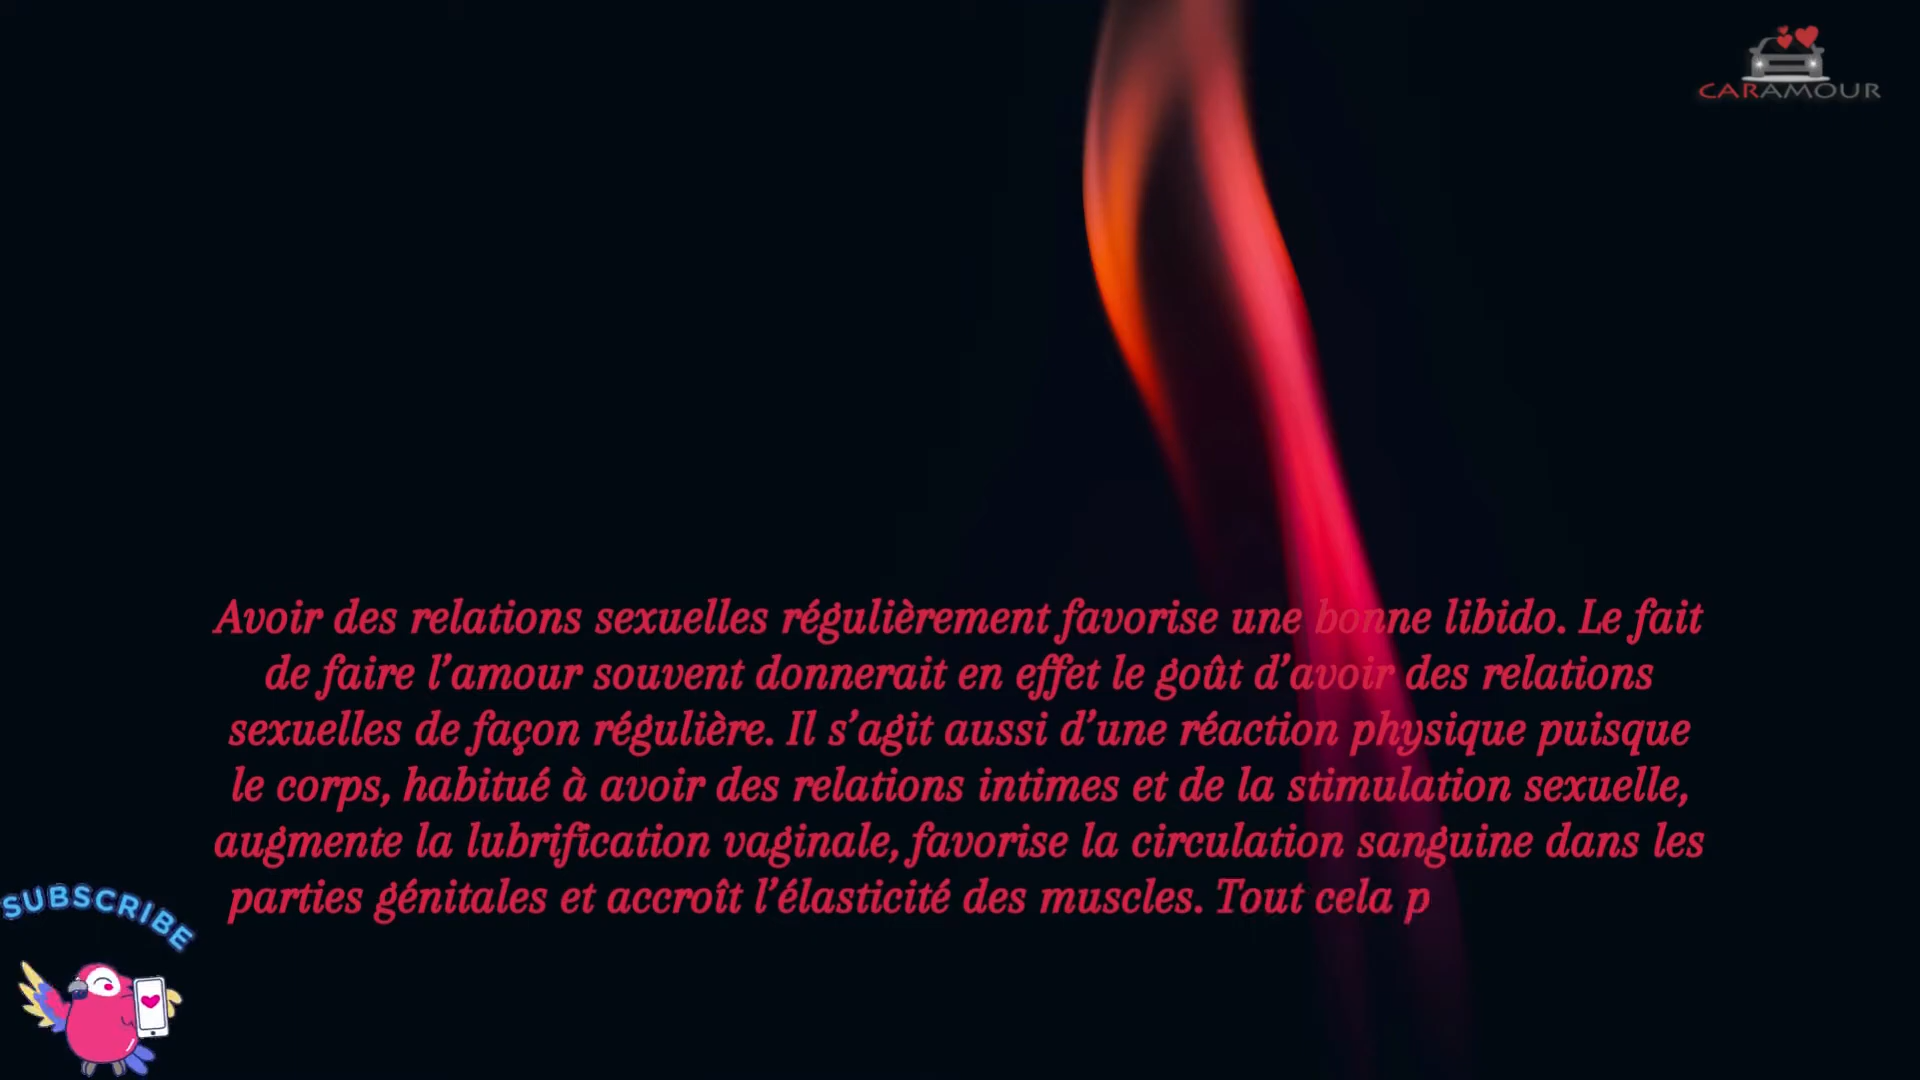 CARAMOUR
Avoir des relations sexuelles régulièrement favorise une bonne libido. Le fait
de faire l’amour souvent donnerait en effet le goût d’avoir des relations
sexuelles de façon régulière. Il s’agit aussi d’une réaction physique puisque
le corps, habitué à avoir des relations intimes et de la stimulation sexuelle,
augmente la lubrification vaginale, favorise la circulation sanguine dans les
parties génitales et accroît l’élasticité des muscles. Tout cela p
SUBSCRIBE